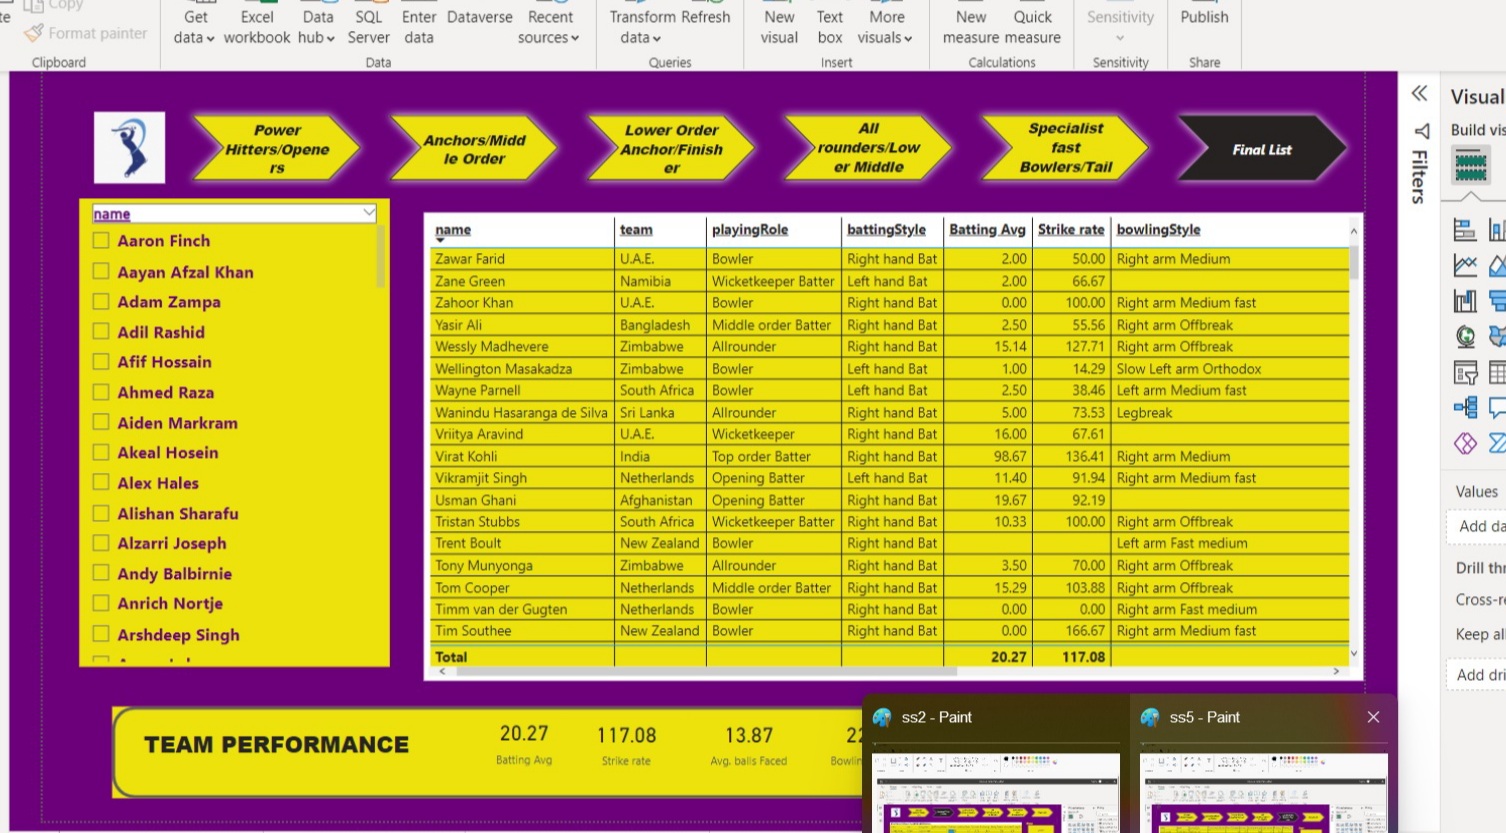 Copy
Format painter
Clipboard
Get data
Excel workbook
Data hub
SQL Server
Enter data
Dataverse
Recent sources
Data
Transform data
Refresh
Queries
New visual
Text box
More visuals
Insert
New measure
Quick measure
Calculations
Sensitivity
Sensitivity
Publish
Share
Power
Hitters/Opene
rs
Anchors/Midd
le Order
Lower Order
Anchor/Finish
er
All
rounders/Low
er Middle
Specialist
fast
Bowlers/Tail
Final List
Filters
Visual
Build vis
name
Aaron Finch
Aayan Afzal Khan
Adam Zampa
Adil Rashid
Afif Hossain
Ahmed Raza
Aiden Markram
Akeal Hosein
Alex Hales
Alishan Sharafu
Alzarri Joseph
Andy Balbirnie
Anrich Nortje
Arshdeep Singh
name team playingRole battingStyle Batting Avg Strike rate bowlingStyle
Zawar Farid U.A.E. Bowler Right hand Bat 2.00 50.00 Right arm Medium
Zane Green Namibia Wicketkeeper Batter Left hand Bat 2.00 66.67
Zahoor Khan U.A.E. Bowler Right hand Bat 0.00 100.00 Right arm Medium fast
Yasir Ali Bangladesh Middle order Batter Right hand Bat 2.50 55.56 Right arm Offbreak
Wessly Madhevere Zimbabwe Allrounder Right hand Bat 15.14 127.71 Right arm Offbreak
Wellington Masakadza Zimbabwe Bowler Left hand Bat 1.00 14.29 Slow Left arm Orthodox
Wayne Parnell South Africa Bowler Left hand Bat 2.50 38.46 Left arm Medium fast
Wanindu Hasaranga de Silva Sri Lanka Allrounder Right hand Bat 5.00 73.53 Legbreak
Vriitya Aravind U.A.E. Wicketkeeper Right hand Bat 16.00 67.61
Virat Kohli India Top order Batter Right hand Bat 98.67 136.41 Right arm Medium
Vikramjit Singh Netherlands Opening Batter Left hand Bat 11.40 91.94 Right arm Medium fast
Usman Ghani Afghanistan Opening Batter Right hand Bat 19.67 92.19
Tristan Stubbs South Africa Wicketkeeper Batter Right hand Bat 10.33 100.00 Right arm Offbreak
Trent Boult New Zealand Bowler Right hand Bat Left arm Fast medium
Tony Munyonga Zimbabwe Allrounder Right hand Bat 3.50 70.00 Right arm Offbreak
Tom Cooper Netherlands Middle order Batter Right hand Bat 15.29 103.88 Right arm Offbreak
Timm van der Gugten Netherlands Bowler Right hand Bat 0.00 0.00 Right arm Fast medium
Tim Southee New Zealand Bowler Right hand Bat 0.00 166.67 Right arm Medium fast
Total 20.27 117.08
Values
Add da
Drill thr
Cross-re
Keep all
Add dri
TEAM PERFORMANCE
20.27
Batting Avg
117.08
Strike rate
13.87
Avg. balls Faced
22
Bowlin
ss2 - Paint
ss5 - Paint